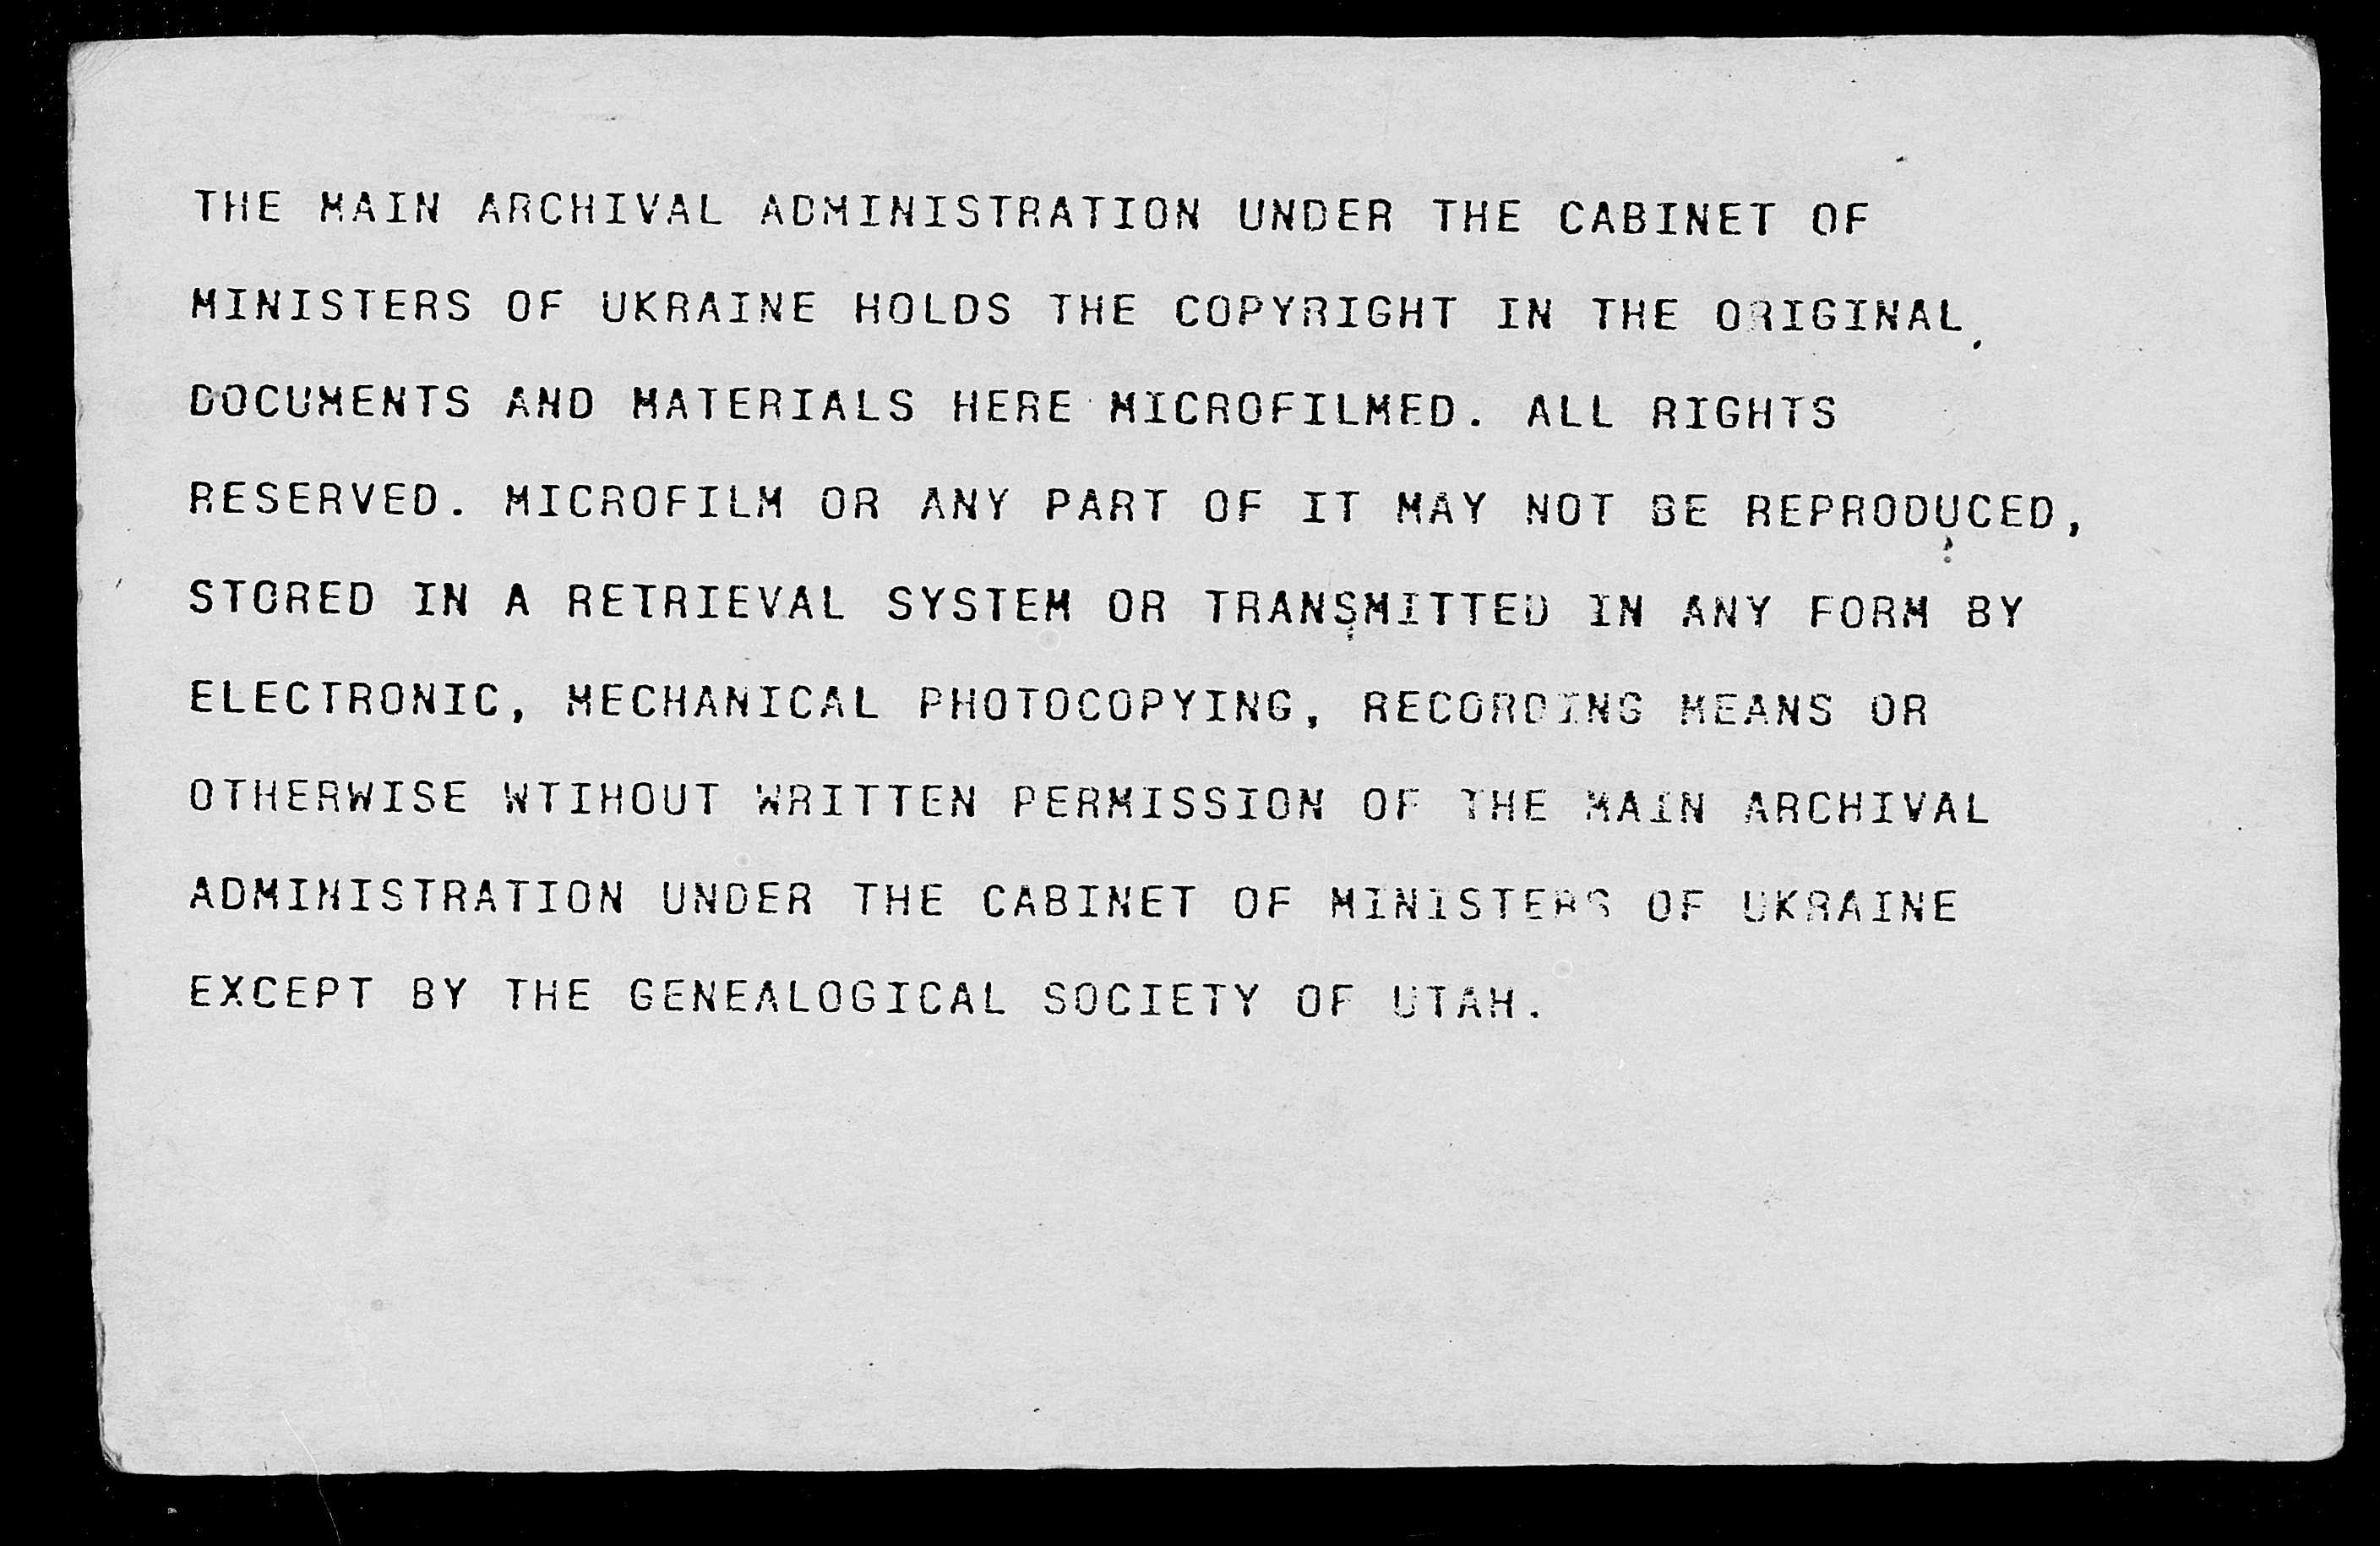 THE MAIN ARCHIVAL ADMINISTRATION UNDER THE CABINET OF
MINISTERS OF UKRAINE HOLDS THE COPYRIGHT IN THE ORIGINAL
DOCUMENTS AND MATERIALS HERE MICROFILMED. ALL RIGHTS
RESERVED. MICROFILM OR ANY PART OF IT MAY NOT BE REPRODUCED,
STORED IN A RETRIEVAL SYSTEM OR TRANSMITTED IN ANY FORM BY
ELECTRONIC, MECHANICAL PHOTOCOPYING, RECORDING MEANS OR
OTHERWISE WTIHOUT WRITTEN PERMISSION OF THE MAIN ARCHIVAL
ADMINISTRATION UNDER THE CABINET OF MINISTERS OF UKRAINE
EXCEPT BY THE GENEALOGICAL SOCIETY OF UTAH.